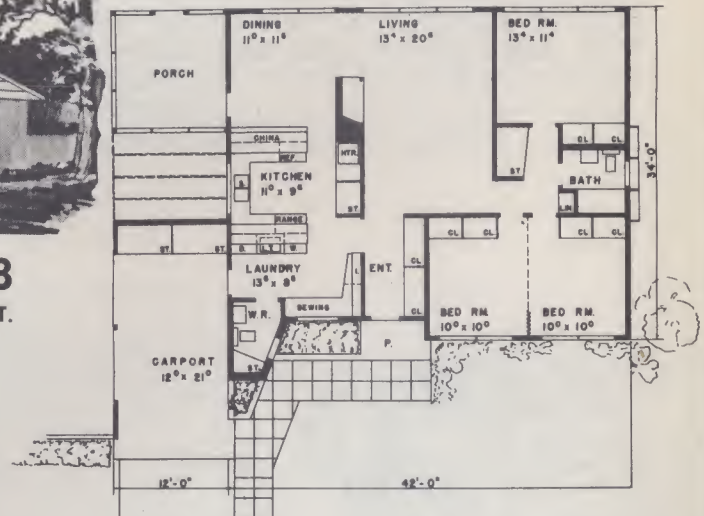 DINING
11⁰ x 11⁶
LIVING
13⁴ x 20⁶
BED RM.
13⁴ x 11⁴
PORCH
CHINA
REF.
KITCHEN
11⁰ x 9⁶
S.
HTR.
ST.
ST.
CL.
CL.
BATH
LIN.
34'-0"
RANGE
ST.
ST.
D.
L.T.
W.
LAUNDRY
13⁶ x 8⁶
L.
ENT.
CL.
CL.
CL.
CL.
CL.
CL.
W.R.
SEWING
ST.
P.
BED RM.
10⁰ x 10⁰
BED RM.
10⁰ x 10⁰
CARPORT
12⁰ x 21⁰
T.
12'-0"
42'-0"